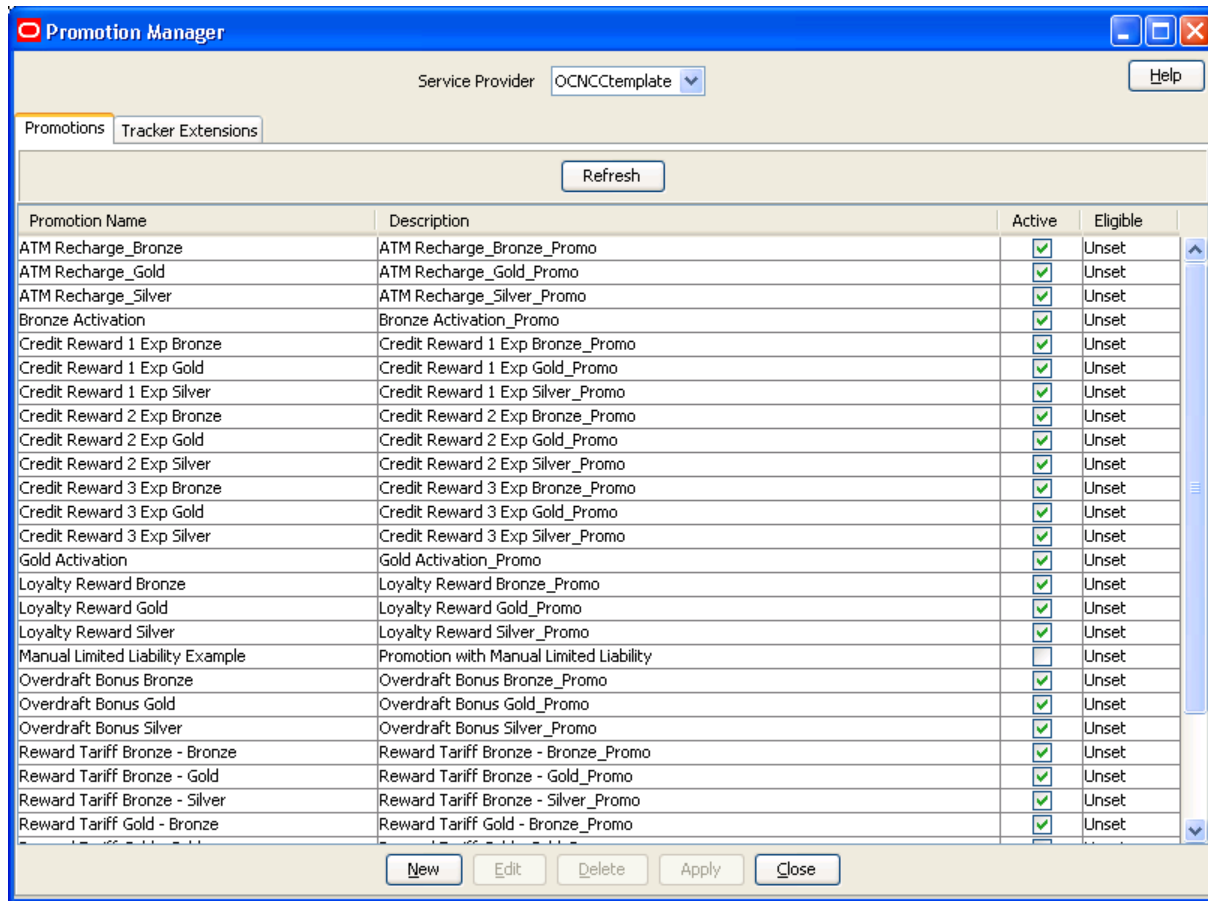 Promotion Manager
Service Provider OCNCCtemplate Help
Promotions Tracker Extensions
Refresh
Promotion Name Description Active Eligible
ATM Recharge_Bronze ATM Recharge_Bronze_Promo Unset
ATM Recharge_Gold ATM Recharge_Gold_Promo Unset
ATM Recharge_Silver ATM Recharge_Silver_Promo Unset
Bronze Activation Bronze Activation_Promo Unset
Credit Reward 1 Exp Bronze Credit Reward 1 Exp Bronze_Promo Unset
Credit Reward 1 Exp Gold Credit Reward 1 Exp Gold_Promo Unset
Credit Reward 1 Exp Silver Credit Reward 1 Exp Silver_Promo Unset
Credit Reward 2 Exp Bronze Credit Reward 2 Exp Bronze_Promo Unset
Credit Reward 2 Exp Gold Credit Reward 2 Exp Gold_Promo Unset
Credit Reward 2 Exp Silver Credit Reward 2 Exp Silver_Promo Unset
Credit Reward 3 Exp Bronze Credit Reward 3 Exp Bronze_Promo Unset
Credit Reward 3 Exp Gold Credit Reward 3 Exp Gold_Promo Unset
Credit Reward 3 Exp Silver Credit Reward 3 Exp Silver_Promo Unset
Gold Activation Gold Activation_Promo Unset
Loyalty Reward Bronze Loyalty Reward Bronze_Promo Unset
Loyalty Reward Gold Loyalty Reward Gold_Promo Unset
Loyalty Reward Silver Loyalty Reward Silver_Promo Unset
Manual Limited Liability Example Promotion with Manual Limited Liability Unset
Overdraft Bonus Bronze Overdraft Bonus Bronze_Promo Unset
Overdraft Bonus Gold Overdraft Bonus Gold_Promo Unset
Overdraft Bonus Silver Overdraft Bonus Silver_Promo Unset
Reward Tariff Bronze - Bronze Reward Tariff Bronze - Bronze_Promo Unset
Reward Tariff Bronze - Gold Reward Tariff Bronze - Gold_Promo Unset
Reward Tariff Bronze - Silver Reward Tariff Bronze - Silver_Promo Unset
Reward Tariff Gold - Bronze Reward Tariff Gold - Bronze_Promo Unset
New Edit Delete Apply Close